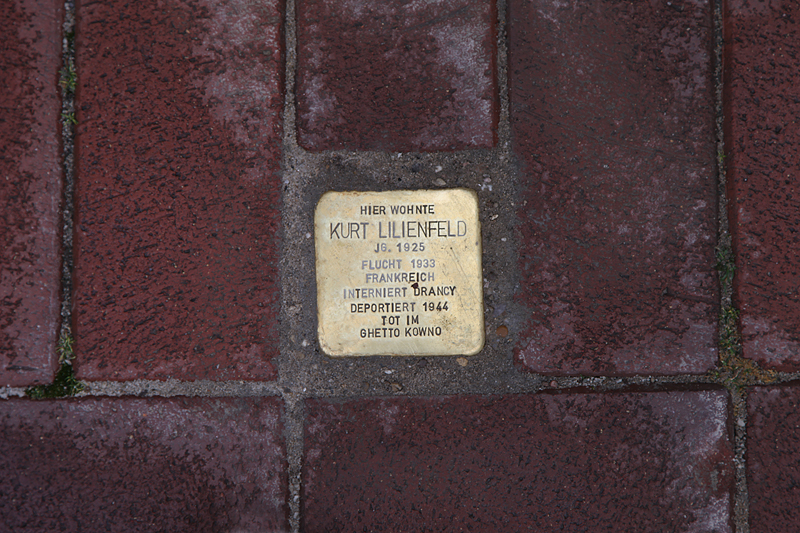 HIER WOHNTE
KURT LILIENFELD
JG. 1925
FLUCHT 1933
FRANKREICH
INTERNIERT DRANCY
DEPORTIERT 1944
TOT IM
GHETTO KOWNO